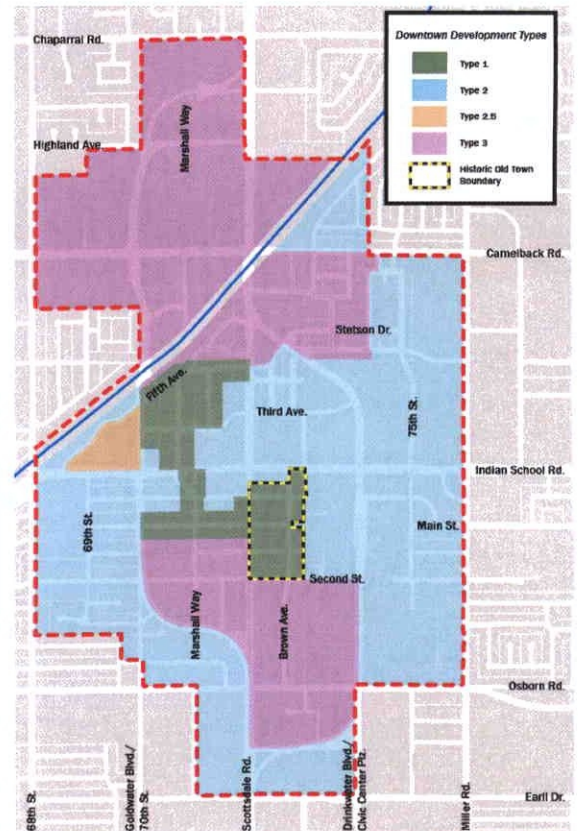 Chaparral Rd.
Highland Ave.
Marshall Way
Downtown Development Types
Type 1
Type 2
Type 2.5
Type 3
Historic Old Town
Boundary
Camelback Rd.
Stetson Dr.
Fifth Ave.
Third Ave.
75th St.
Indian School Rd.
69th St.
Main St.
Second St.
Marshall Way
Brown Ave.
Osborn Rd.
68th St.
Goldwater Blvd./
70th St.
Scottsdale Rd.
Drinkwater Blvd./
Civic Center Plz.
Miller Rd.
Earll Dr.